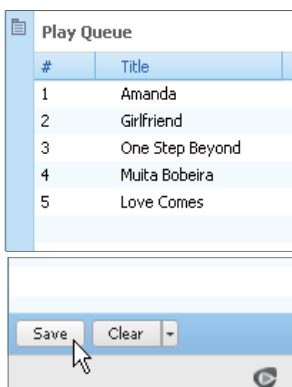 Play Queue
# Title
1 Amanda
2 Girlfriend
3 One Step Beyond
4 Muita Bobeira
5 Love Comes
Save Clear